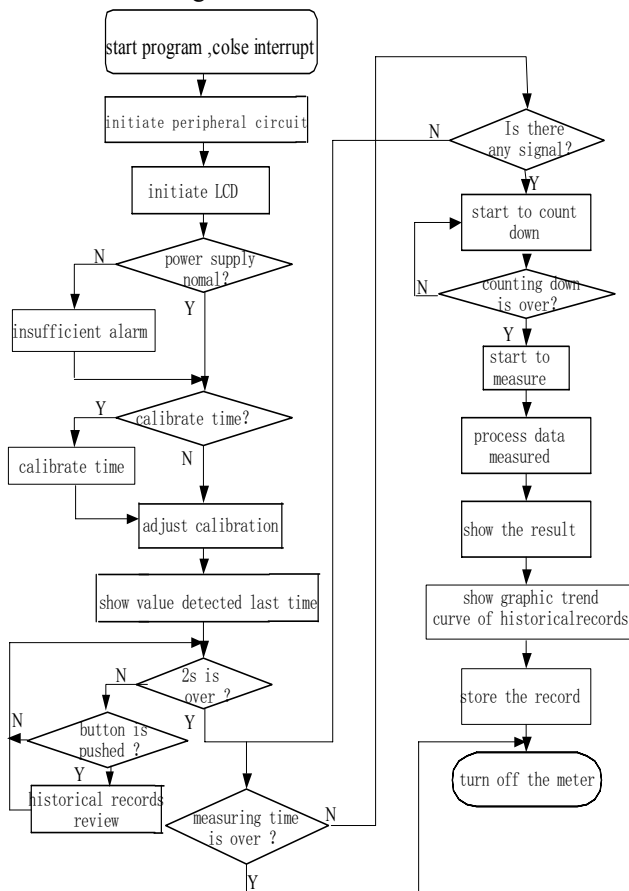 start program ,colse interrupt
initiate peripheral circuit
initiate LCD
power supply
nomal?
N
Y
insufficient alarm
calibrate time?
Y
N
calibrate time
adjust calibration
show value detected last time
2s is
over ?
N
Y
button is
pushed ?
N
Y
historical records
review
measuring time
is over ?
N
Y
Is there
any signal?
N
Y
start to count
down
counting down
is over?
N
Y
start to
measure
process data
measured
show the result
show graphic trend
curve of historicalrecords
store the record
turn off the meter